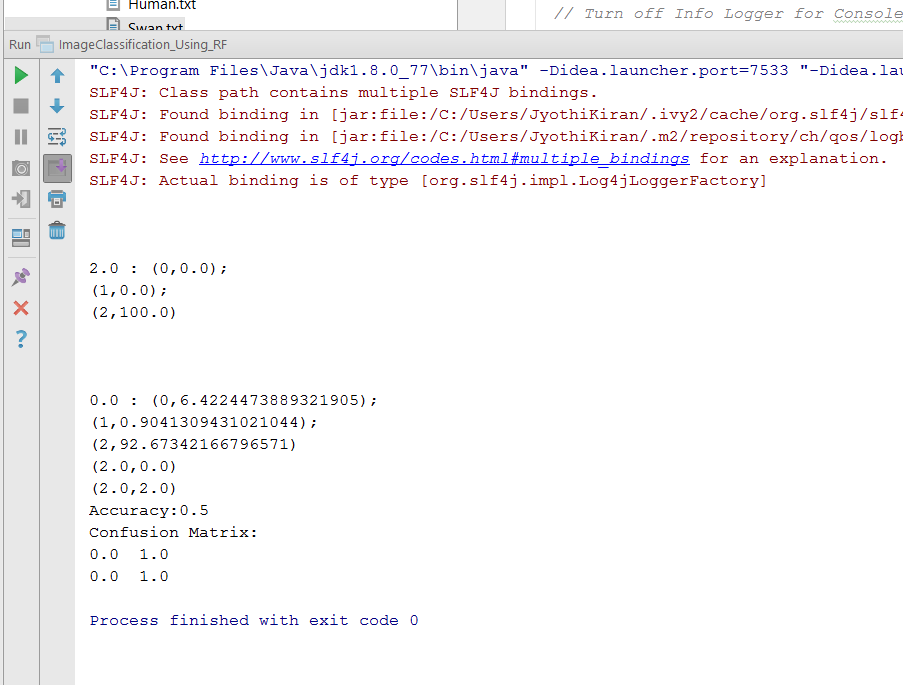 Human.txt
Swan.txt
// Turn off Info Logger for Console
Run ImageClassification_Using_RF
"C:\Program Files\Java\jdk1.8.0_77\bin\java" -Didea.launcher.port=7533 "-Didea.lau
SLF4J: Class path contains multiple SLF4J bindings.
SLF4J: Found binding in [jar:file:/C:/Users/JyothiKiran/.ivy2/cache/org.slf4j/slf4
SLF4J: Found binding in [jar:file:/C:/Users/JyothiKiran/.m2/repository/ch/qos/logb
SLF4J: See http://www.slf4j.org/codes.html#multiple_bindings for an explanation.
SLF4J: Actual binding is of type [org.slf4j.impl.Log4jLoggerFactory]
2.0 : (0,0.0);
(1,0.0);
(2,100.0)
0.0 : (0,6.4224473889321905);
(1,0.9041309431021044);
(2,92.67342166796571)
(2.0,0.0)
(2.0,2.0)
Accuracy:0.5
Confusion Matrix:
0.0 1.0
0.0 1.0
Process finished with exit code 0